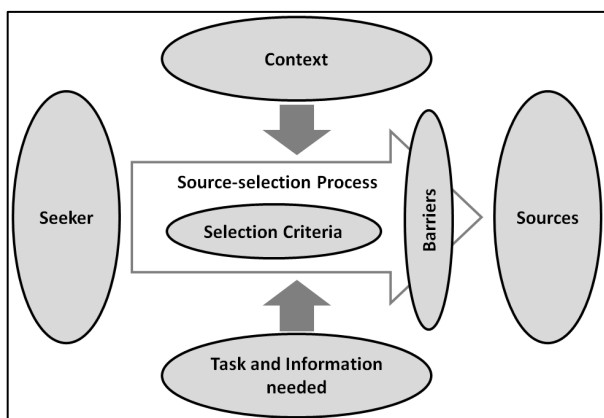 Context
Source-selection Process
Seeker
Selection Criteria
Barriers
Sources
Task and Information
needed